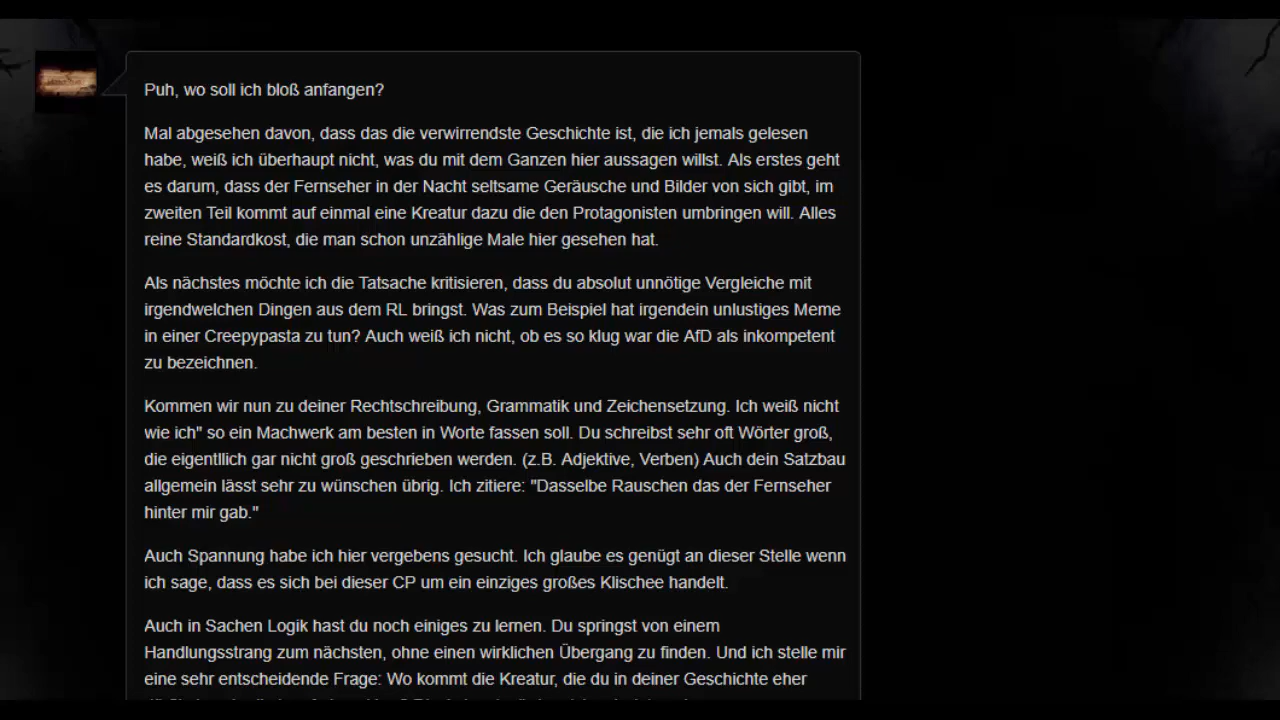 Puh, wo soll ich bloß anfangen?
Mal abgesehen davon, dass das die verwirrendste Geschichte ist, die ich jemals gelesen
habe, weiß ich überhaupt nicht, was du mit dem Ganzen hier aussagen willst. Als erstes geht
es darum, dass der Fernseher in der Nacht seltsame Geräusche und Bilder von sich gibt, im
zweiten Teil kommt auf einmal eine Kreatur dazu die den Protagonisten umbringen will. Alles
reine Standardkost, die man schon unzählige Male hier gesehen hat.
Als nächstes möchte ich die Tatsache kritisieren, dass du absolut unnötige Vergleiche mit
irgendwelchen Dingen aus dem RL bringst. Was zum Beispiel hat irgendein unlustiges Meme
in einer Creepypasta zu tun? Auch weiß ich nicht, ob es so klug war die AfD als inkompetent
zu bezeichnen.
Kommen wir nun zu deiner Rechtschreibung, Grammatik und Zeichensetzung. Ich weiß nicht
wie ich" so ein Machwerk am besten in Worte fassen soll. Du schreibst sehr oft Wörter groß,
die eigentllich gar nicht groß geschrieben werden. (z.B. Adjektive, Verben) Auch dein Satzbau
allgemein lässt sehr zu wünschen übrig. Ich zitiere: "Dasselbe Rauschen das der Fernseher
hinter mir gab."
Auch Spannung habe ich hier vergebens gesucht. Ich glaube es genügt an dieser Stelle wenn
ich sage, dass es sich bei dieser CP um ein einziges großes Klischee handelt.
Auch in Sachen Logik hast du noch einiges zu lernen. Du springst von einem
Handlungsstrang zum nächsten, ohne einen wirklichen Übergang zu finden. Und ich stelle mir
eine sehr entscheidende Frage: Wo kommt die Kreatur, die du in deiner Geschichte eher